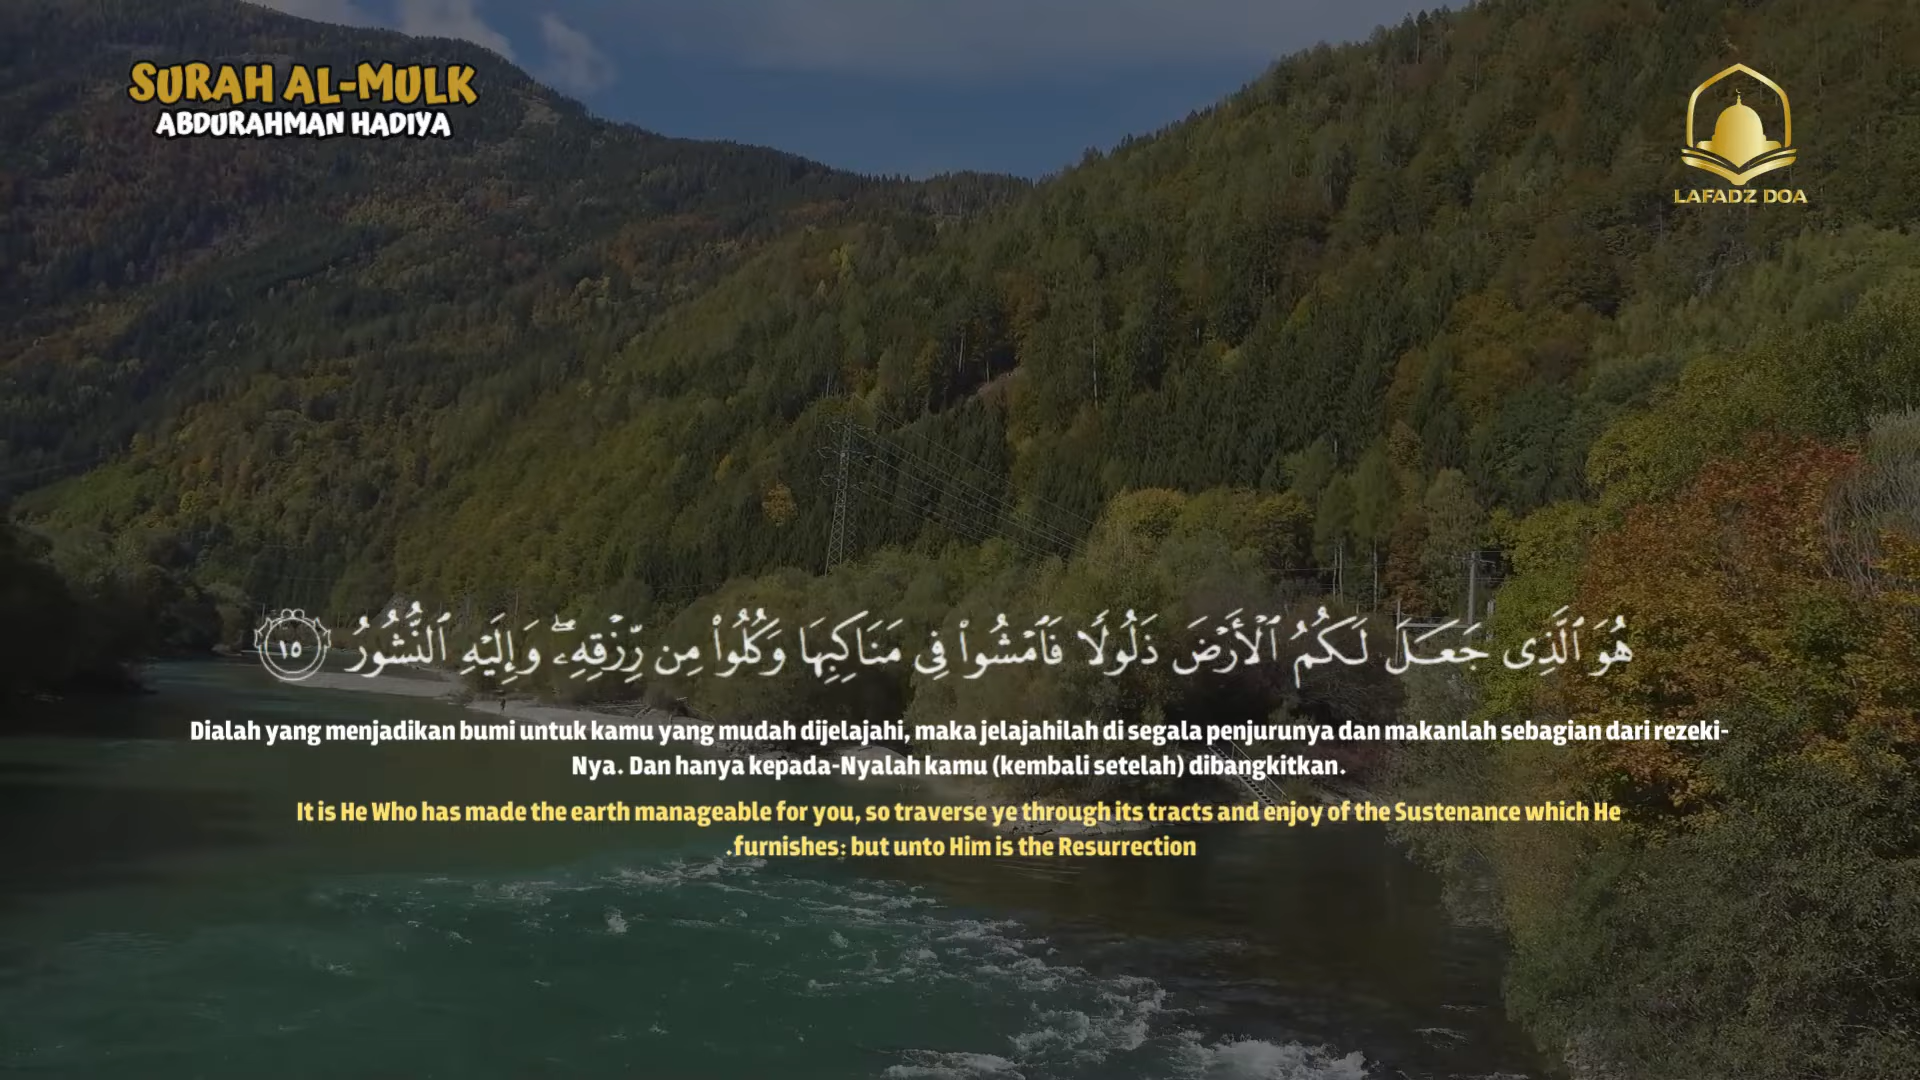 SURAH AL-MULK
ABDURAHMAN HADIYA
LAFADZ DOA
هُوَ ٱلَّذِى جَعَلَ لَكُمُ ٱلْأَرْضَ ذَلُولًا فَٱمْشُوا۟ فِى مَنَاكِبِهَا وَكُلُوا۟ مِن رِّزْقِهِۦ ۖ وَإِلَيْهِ ٱلنُّشُورُ ١٥
Dialah yang menjadikan bumi untuk kamu yang mudah dijelajahi, maka jelajahilah di segala penjurunya dan makanlah sebagian dari rezeki-
Nya. Dan hanya kepada-Nyalah kamu (kembali setelah) dibangkitkan.
It is He Who has made the earth manageable for you, so traverse ye through its tracts and enjoy of the Sustenance which He
.furnishes: but unto Him is the Resurrection